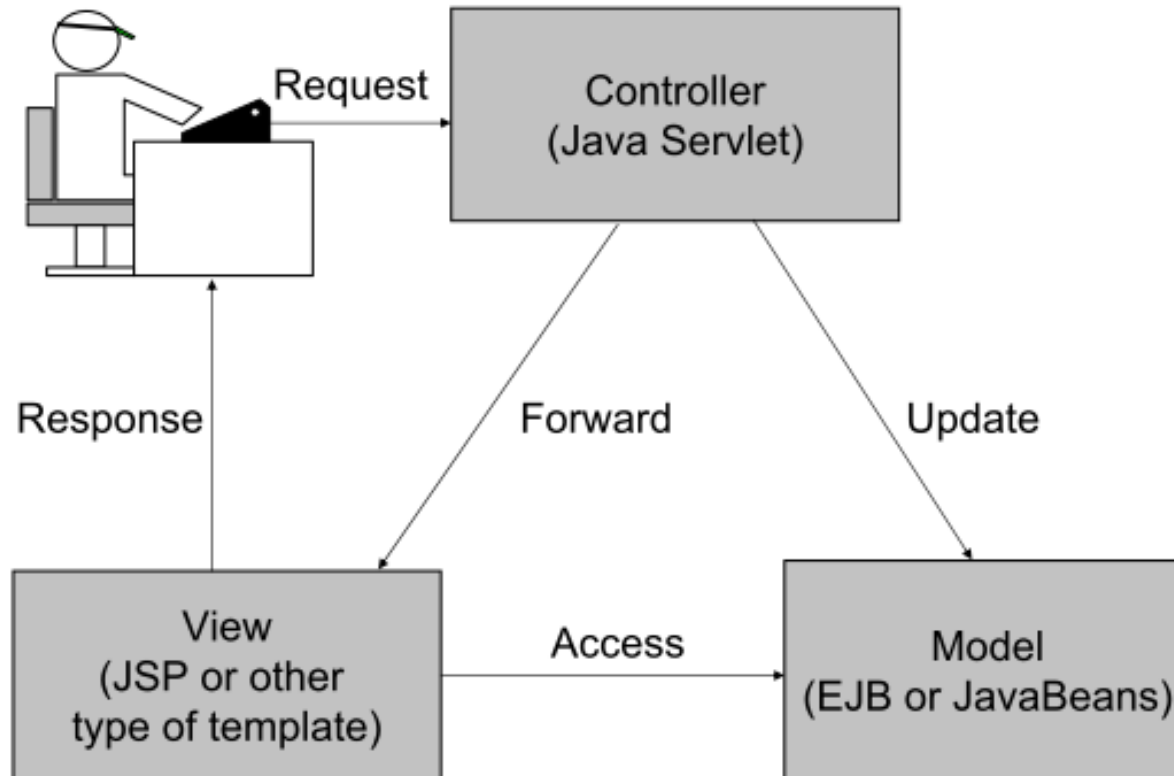 Request
Controller
(Java Servlet)
Response
Forward
Update
View
(JSP or other
type of template)
Access
Model
(EJB or JavaBeans)